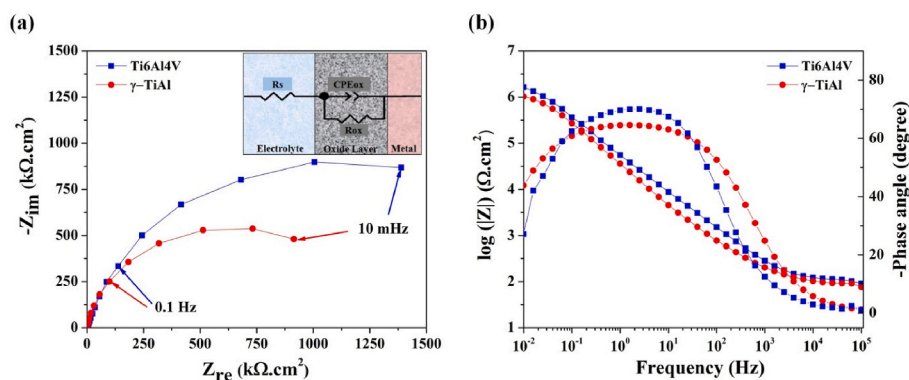 (a)
1500
1250
1000
750
500
250
0
-Z_im (kΩ.cm²)
Ti6Al4V
γ–TiAl
Rs
CPEox
Rox
Electrolyte
Oxide Layer
Metal
10 mHz
0.1 Hz
0 250 500 750 1000 1250 1500
Z_re (kΩ.cm²)
(b)
7
6
5
4
3
2
1
log (|Z|) (Ω.cm²)
Ti6Al4V
γ–TiAl
80
60
40
20
0
-Phase angle (degree)
10⁻² 10⁻¹ 10⁰ 10¹ 10² 10³ 10⁴ 10⁵
Frequency (Hz)